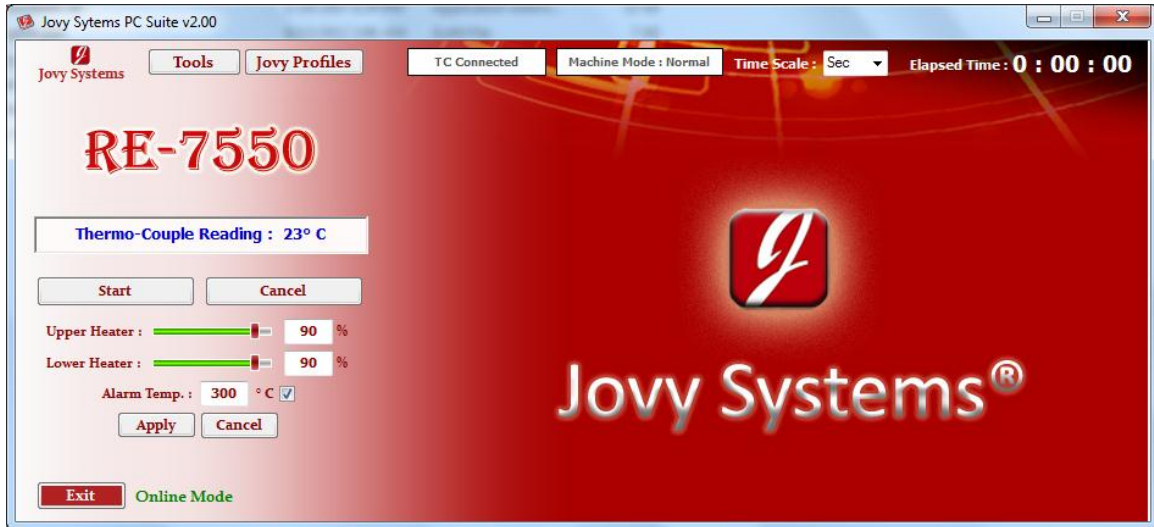 Jovy Sytems PC Suite v2.00
Jovy Systems
Tools
Jovy Profiles
TC Connected
Machine Mode : Normal
Time Scale : Sec
Elapsed Time : 0 : 00 : 00
RE-7550
Thermo-Couple Reading : 23° C
Start
Cancel
Upper Heater : 90 %
Lower Heater : 90 %
Alarm Temp. : 300 ° C
Apply
Cancel
Jovy Systems®
Exit
Online Mode